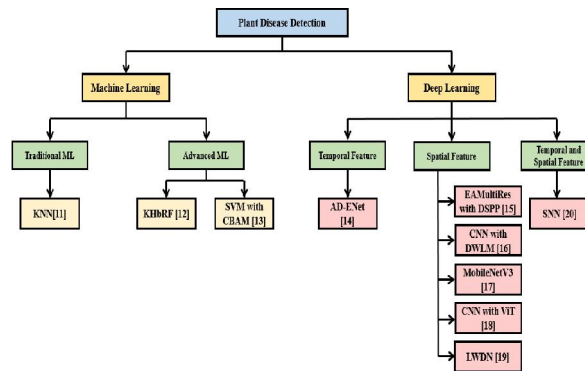 Plant Disease Detection
Machine Learning
Deep Learning
Traditional ML
Advanced ML
Temporal Feature
Spatial Feature
Temporal and
Spatial Feature
KNN[11]
KHbRF [12]
SVM with
CBAM [13]
AD-ENet
[14]
EAMultiRes
with DSPP [15]
CNN with
DWLM [16]
MobileNetV3
[17]
CNN with ViT
[18]
LWDN [19]
SNN [20]